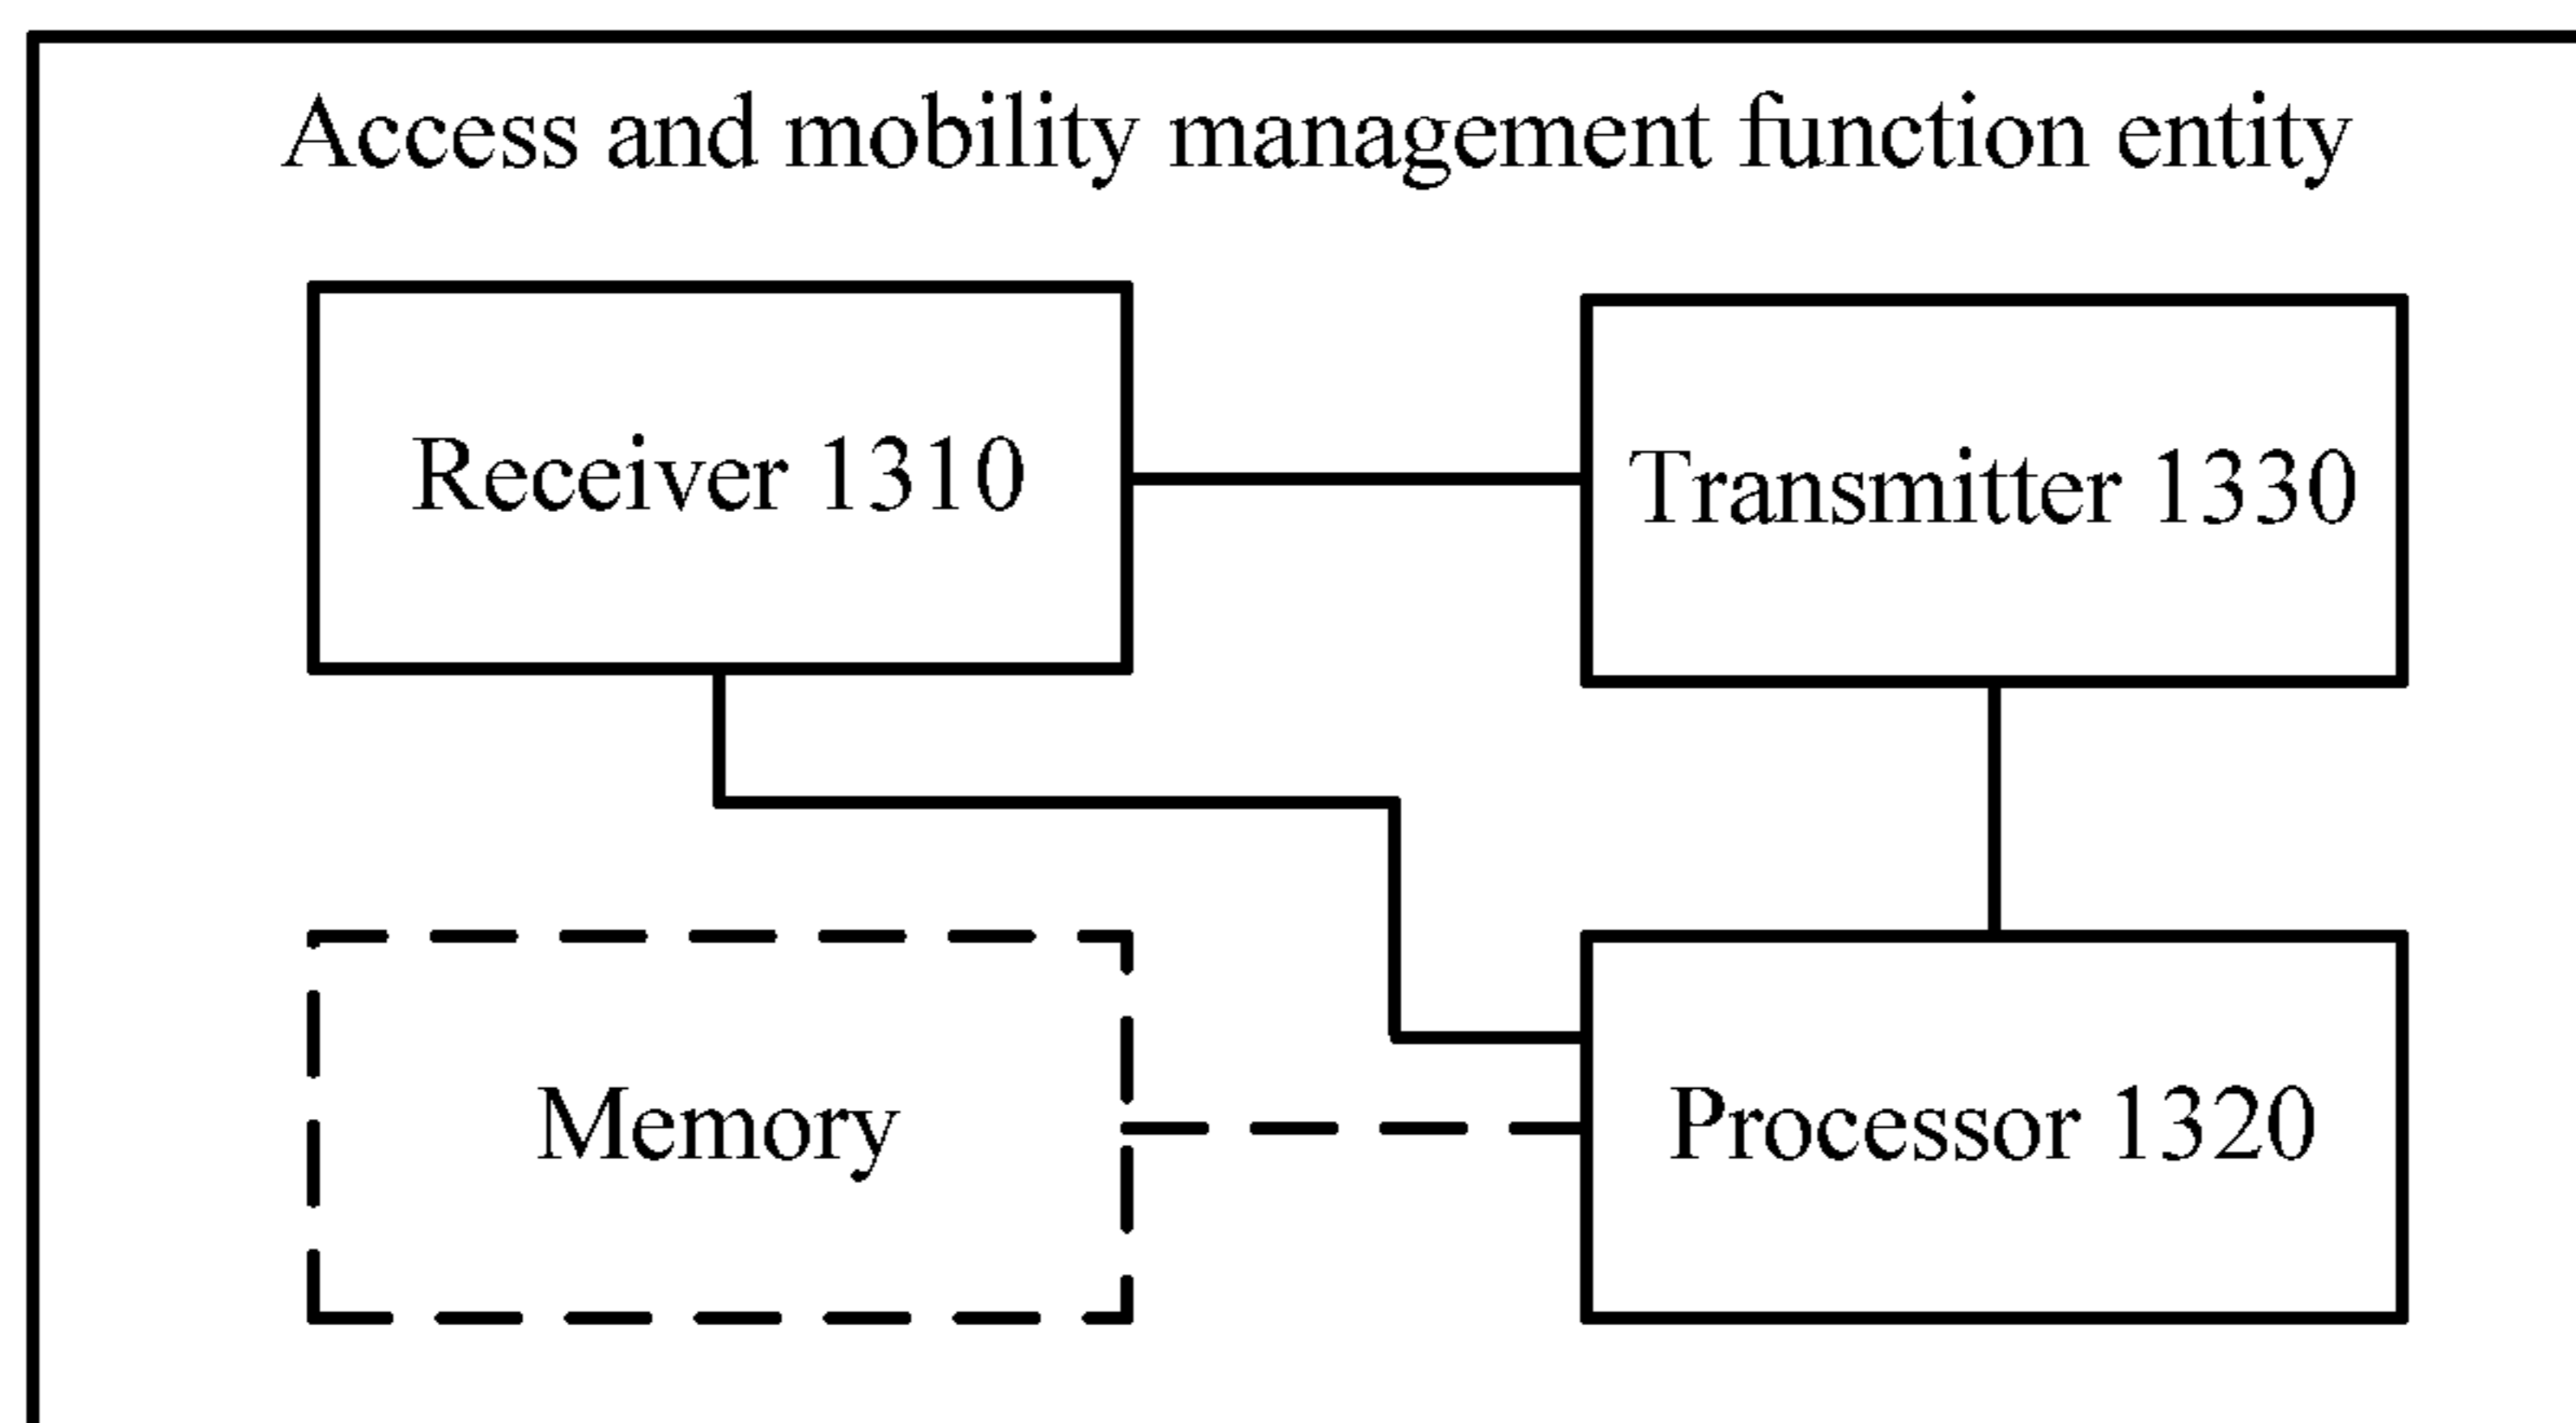 Access and mobility management function entity
Receiver 1310
Transmitter 1330
Memory
Processor 1320